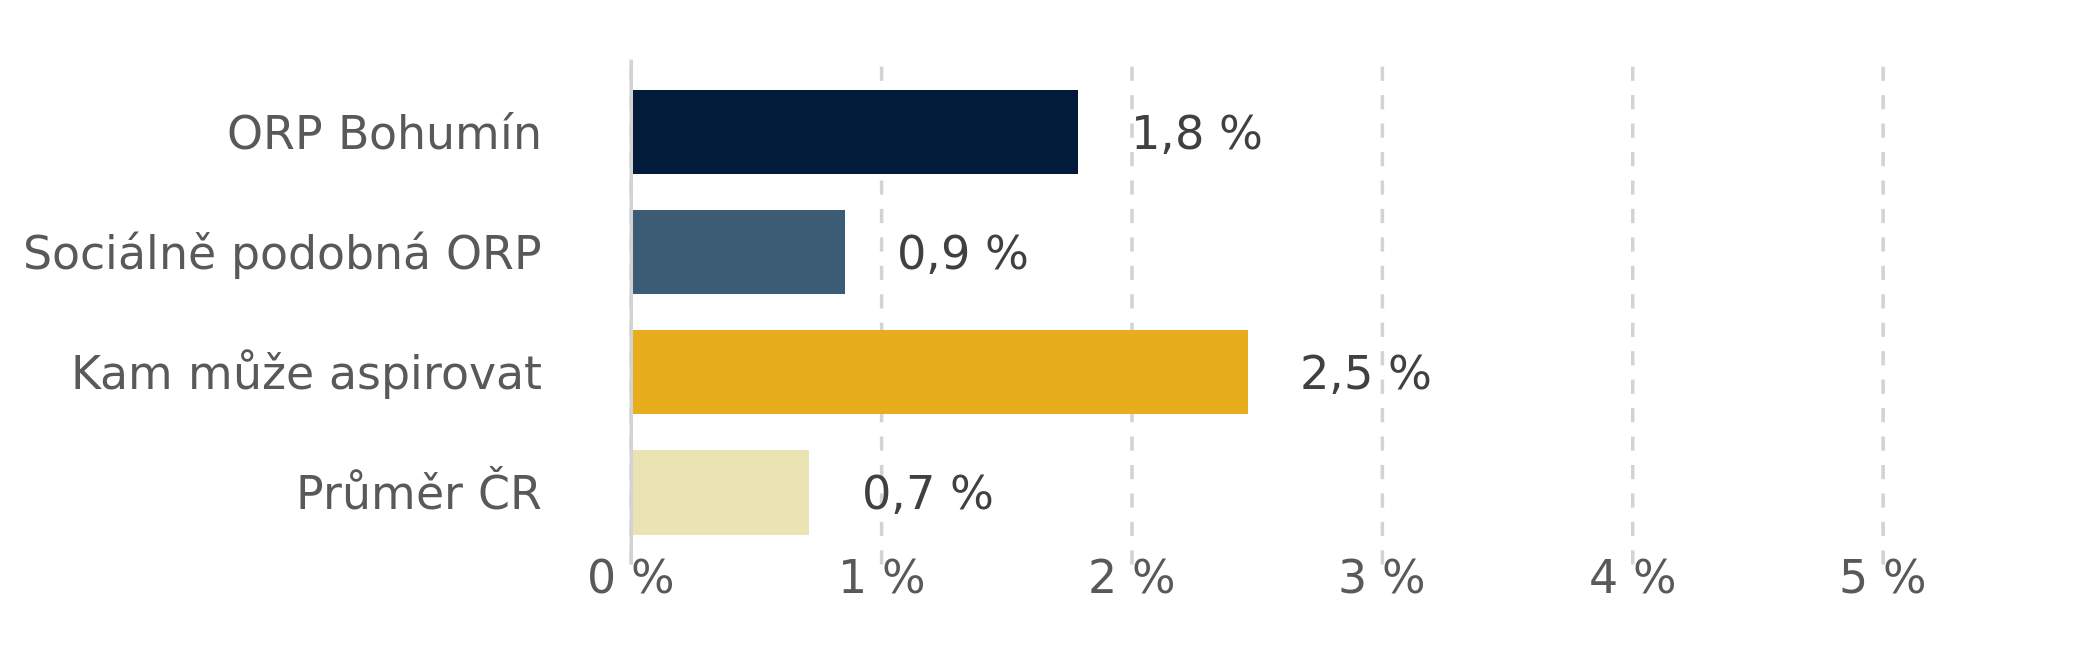 ORP Bohumín 1,8 %
Sociálně podobná ORP 0,9 %
Kam může aspirovat 2,5 %
Průměr ČR 0,7 %
0 % 1 % 2 % 3 % 4 % 5 %